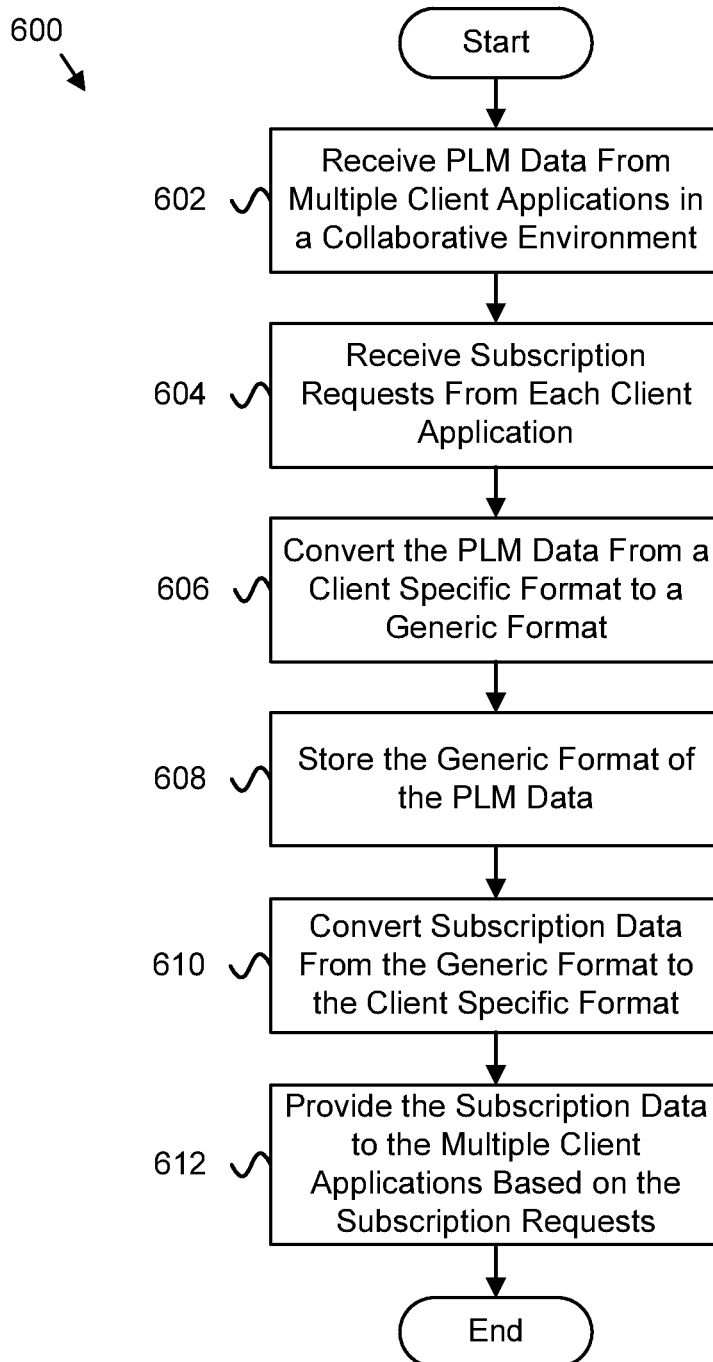 600
Start
602
Receive PLM Data From
Multiple Client Applications in
a Collaborative Environment
604
Receive Subscription
Requests From Each Client
Application
606
Convert the PLM Data From a
Client Specific Format to a
Generic Format
608
Store the Generic Format of
the PLM Data
610
Convert Subscription Data
From the Generic Format to
the Client Specific Format
612
Provide the Subscription Data
to the Multiple Client
Applications Based on the
Subscription Requests
End